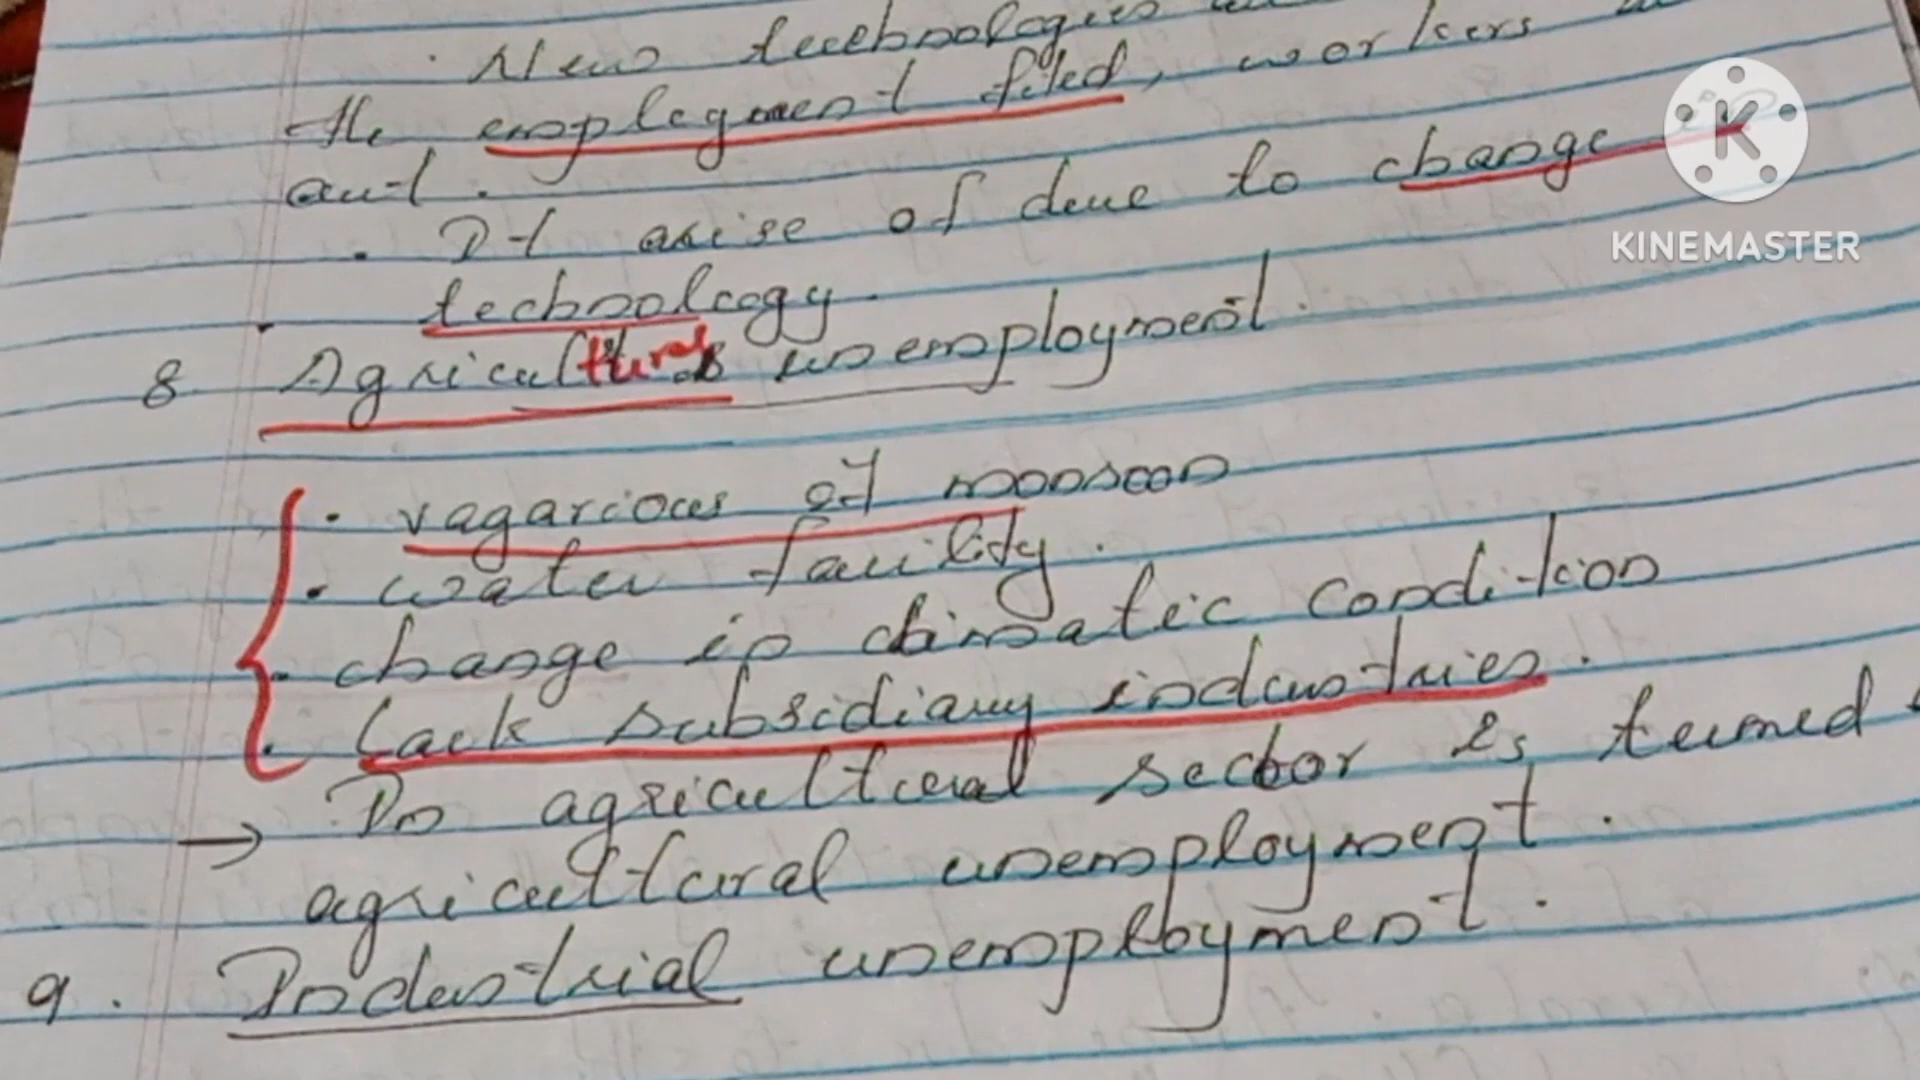 . New technologies
the employment filed, workers
out.
. It arise of due to change in
technology.
8 Agricultural unemployment.
. vagarious of monsoon
. water facility.
. change in climatic condition
. Lack subsidiary industries.
→ In agricultural sector is termed
agricultural unemployment.
9. Industrial unemployment.
K
KINEMASTER